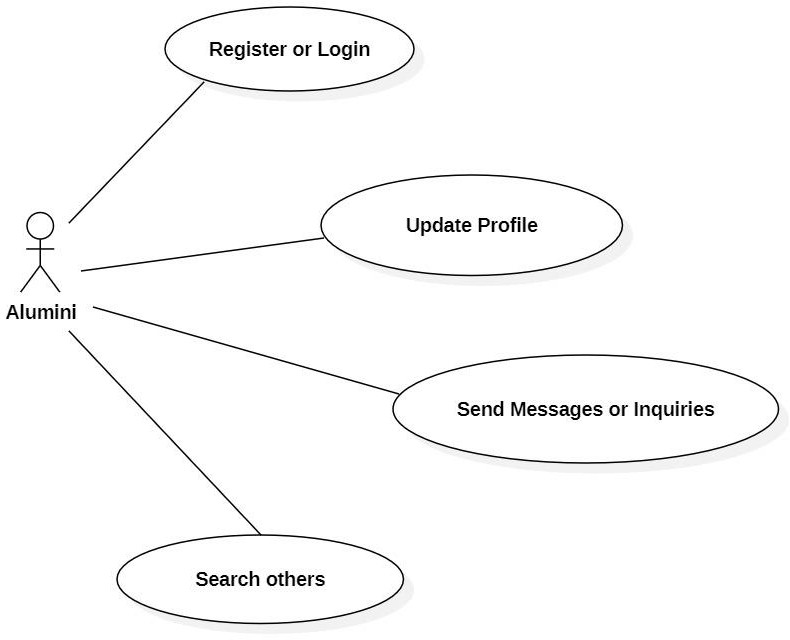 Register or Login
Update Profile
Alumini
Send Messages or Inquiries
Search others